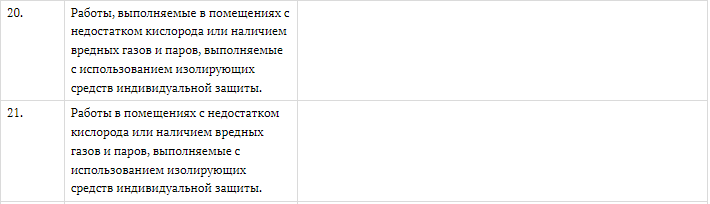 20.
Работы, выполняемые в помещениях с
недостатком кислорода или наличием
вредных газов и паров, выполняемые
с использованием изолирующих
средств индивидуальной защиты.
21.
Работы в помещениях с недостатком
кислорода или наличием вредных
газов и паров, выполняемые с
использованием изолирующих
средств индивидуальной защиты.